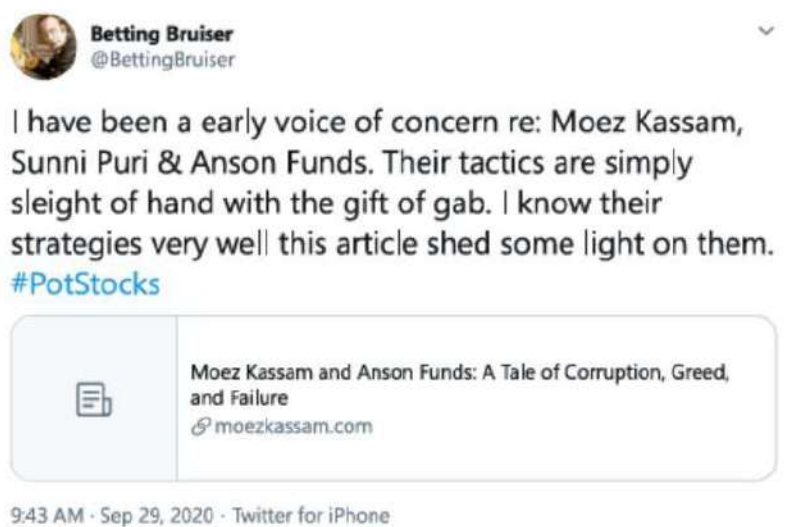 Betting Bruiser
@BettingBruiser
I have been a early voice of concern re: Moez Kassam,
Sunni Puri & Anson Funds. Their tactics are simply
sleight of hand with the gift of gab. I know their
strategies very well this article shed some light on them.
#PotStocks
Moez Kassam and Anson Funds: A Tale of Corruption, Greed,
and Failure
moezkassam.com
9:43 AM · Sep 29, 2020 · Twitter for iPhone